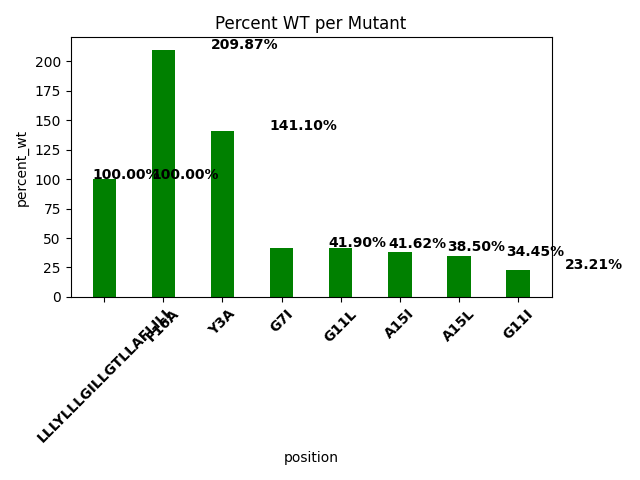 Percent WT per Mutant
percent_wt
200
175
150
125
100
75
50
25
0
100.00%
100.00%
209.87%
141.10%
41.90%
41.62%
38.50%
34.45%
23.21%
LLLYLLLGILLGTLLAFLILL
F16A
Y3A
G7I
G11L
A15I
A15L
G11I
position